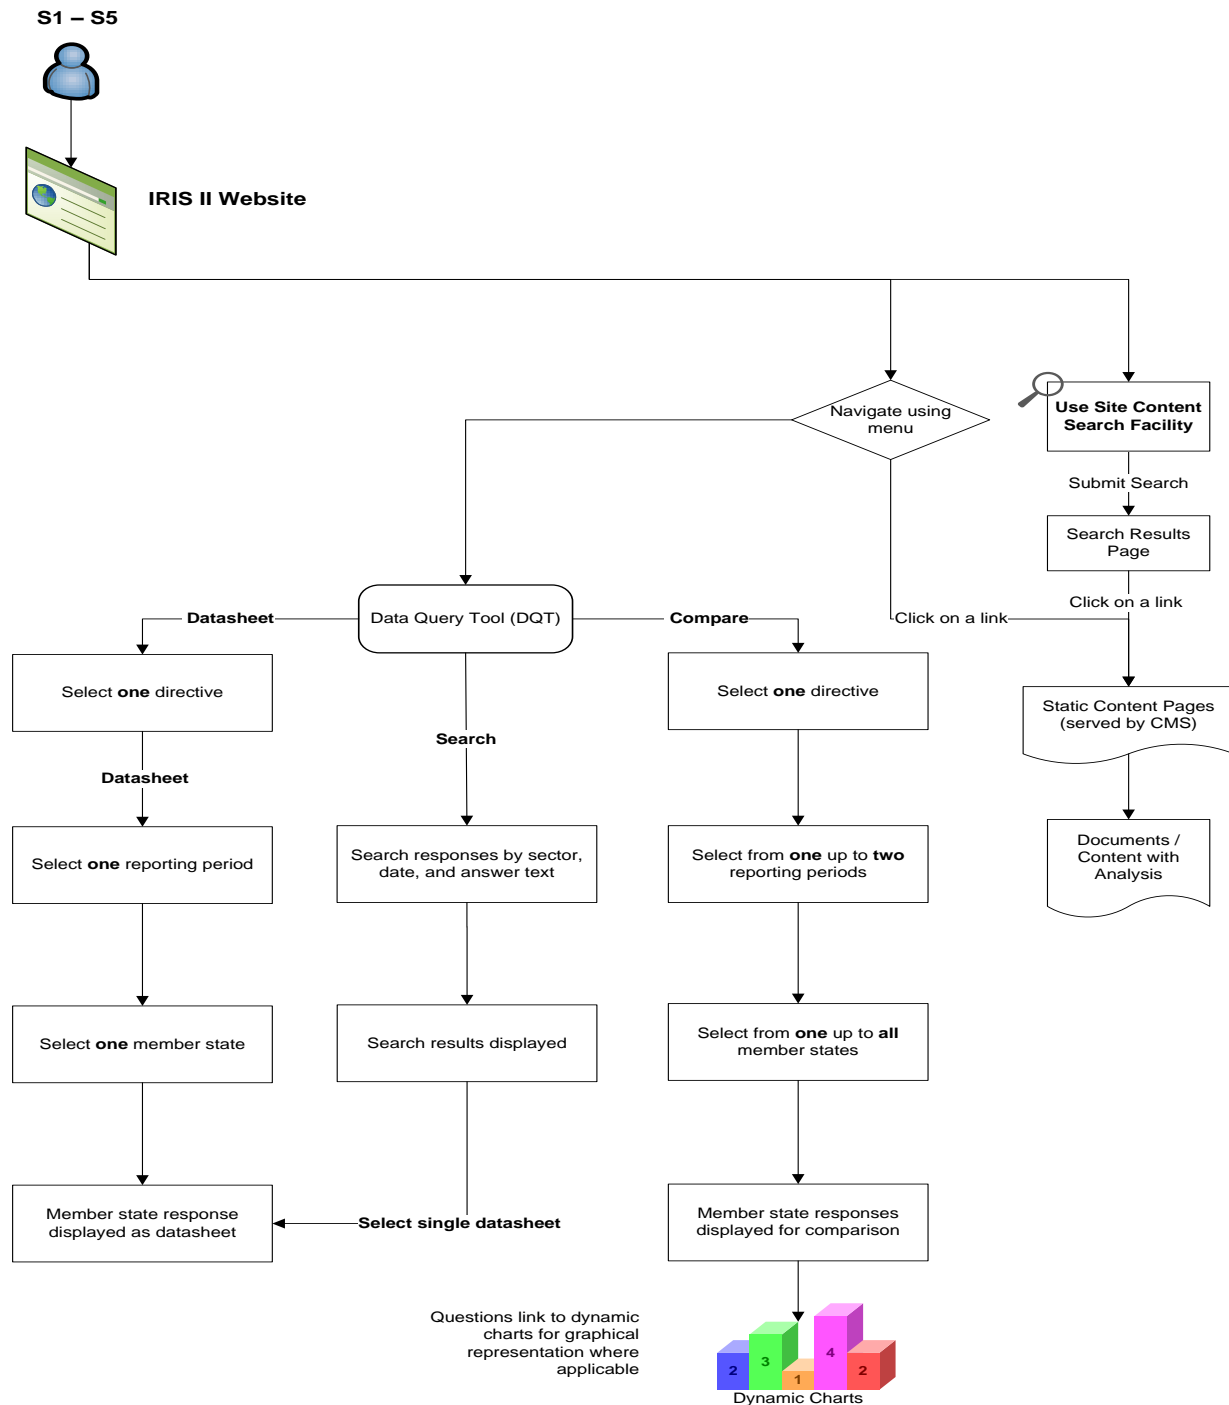 S1 – S5
IRIS II Website
Navigate using
menu
Use Site Content
Search Facility
Submit Search
Search Results
Page
Click on a link
Click on a link
Data Query Tool (DQT)
Datasheet
Compare
Search
Select one directive
Datasheet
Select one reporting period
Select one member state
Member state response
displayed as datasheet
Search responses by sector,
date, and answer text
Search results displayed
Select single datasheet
Select one directive
Select from one up to two
reporting periods
Select from one up to all
member states
Member state responses
displayed for comparison
Static Content Pages
(served by CMS)
Documents /
Content with
Analysis
Questions link to dynamic
charts for graphical
representation where
applicable
2
3
1
4
2
Dynamic Charts